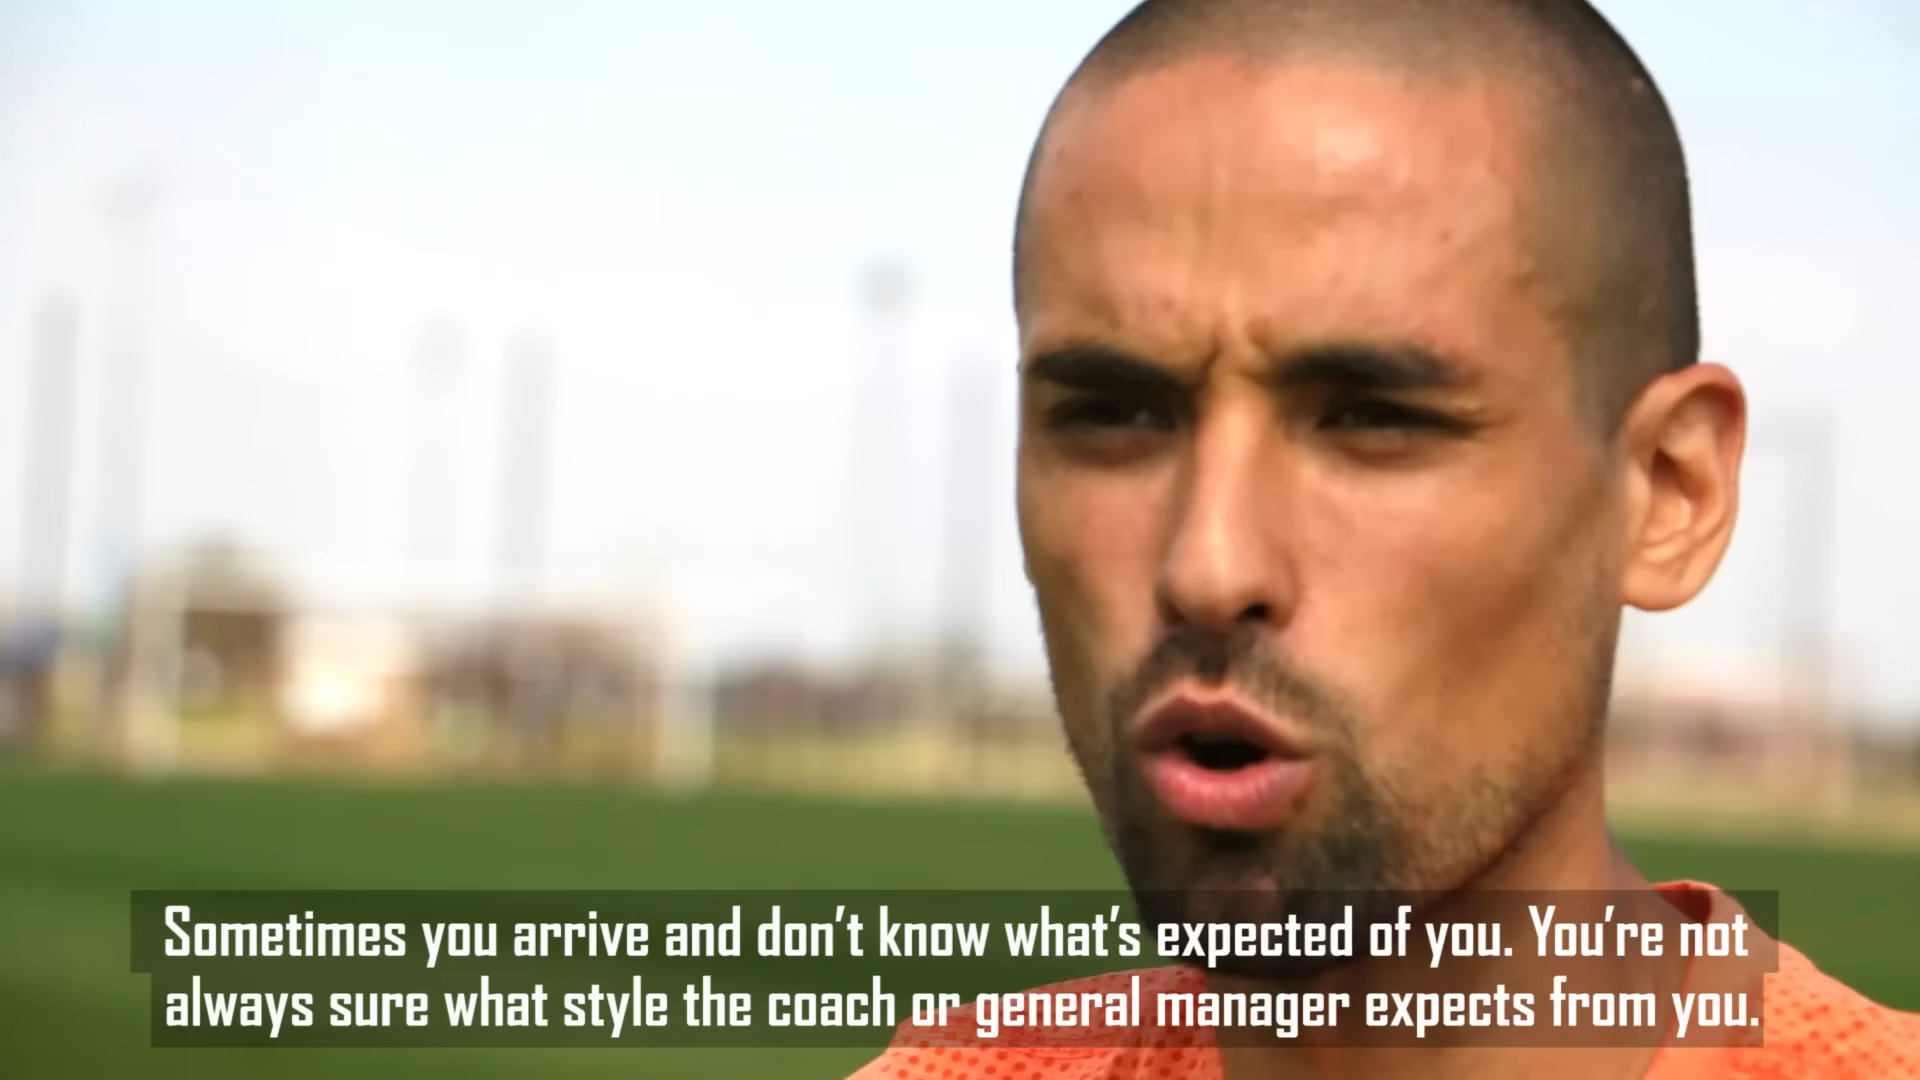 Sometimes you arrive and don't know what's expected of you. You're not
always sure what style the coach or general manager expects from you.